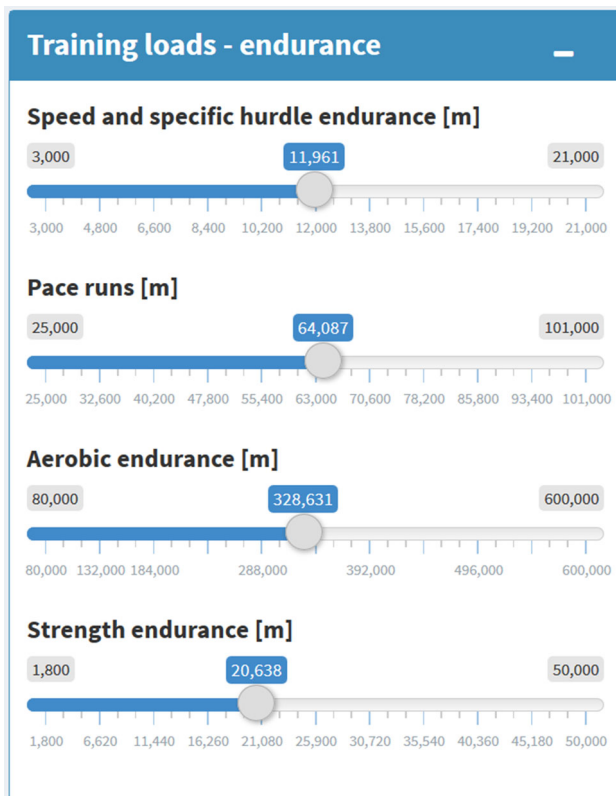 Training loads - endurance
Speed and specific hurdle endurance [m]
3,000 11,961 21,000
3,000 4,800 6,600 8,400 10,200 12,000 13,800 15,600 17,400 19,200 21,000
Pace runs [m]
25,000 64,087 101,000
25,000 32,600 40,200 47,800 55,400 63,000 70,600 78,200 85,800 93,400 101,000
Aerobic endurance [m]
80,000 328,631 600,000
80,000 132,000 184,000 288,000 392,000 496,000 600,000
Strength endurance [m]
1,800 20,638 50,000
1,800 6,620 11,440 16,260 21,080 25,900 30,720 35,540 40,360 45,180 50,000